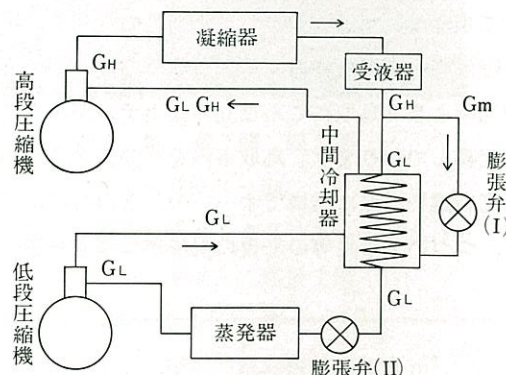 凝縮器
GH
受液器
高段圧縮機
GL GH
GH
Gm
中間冷却器
GL
膨張弁(I)
GL
低段圧縮機
GL
GL
蒸発器
膨張弁(II)